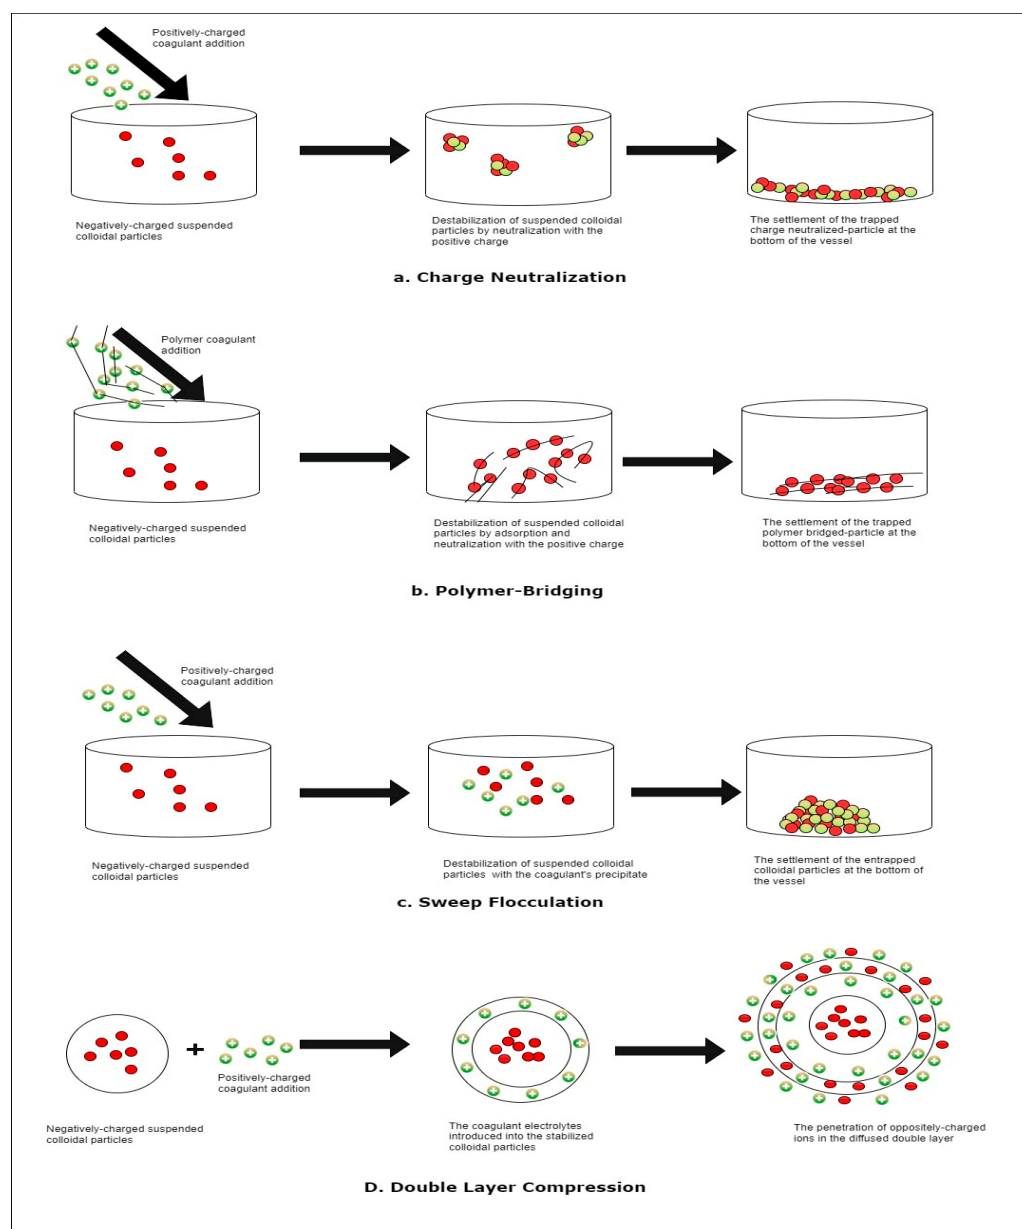 Positively-charged
coagulant addition
Negatively-charged suspended
colloidal particles
Destabilization of suspended colloidal
particles by neutralization with the
positive charge
The settlement of the trapped
charge neutralized-particle at the
bottom of the vessel
a. Charge Neutralization
Polymer coagulant
addition
Negatively-charged suspended
colloidal particles
Destabilization of suspended colloidal
particles by adsorption and
neutralization with the positive charge
The settlement of the trapped
polymer bridged-particle at the
bottom of the vessel
b. Polymer-Bridging
Positively-charged
coagulant addition
Negatively-charged suspended
colloidal particles
Destabilization of suspended colloidal
particles with the coagulant's precipitate
The settlement of the entrapped
colloidal particles at the bottom of
the vessel
c. Sweep Flocculation
+
Positively-charged
coagulant addition
Negatively-charged suspended
colloidal particles
The coagulant electrolytes
introduced into the stabilized
colloidal particles
The penetration of oppositely-charged
ions in the diffused double layer
D. Double Layer Compression